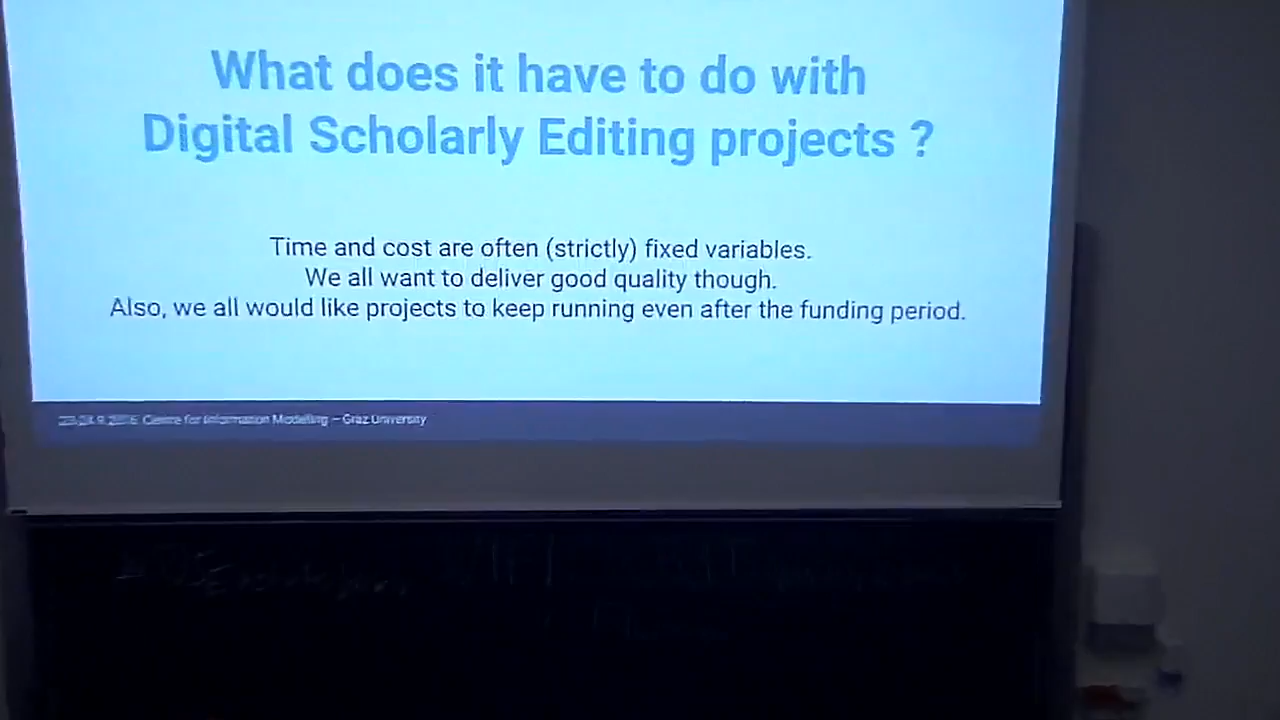 What does it have to do with
Digital Scholarly Editing projects ?
Time and cost are often (strictly) fixed variables.
We all want to deliver good quality though.
Also, we all would like projects to keep running even after the funding period.
Centre for Information Modelling – Graz University